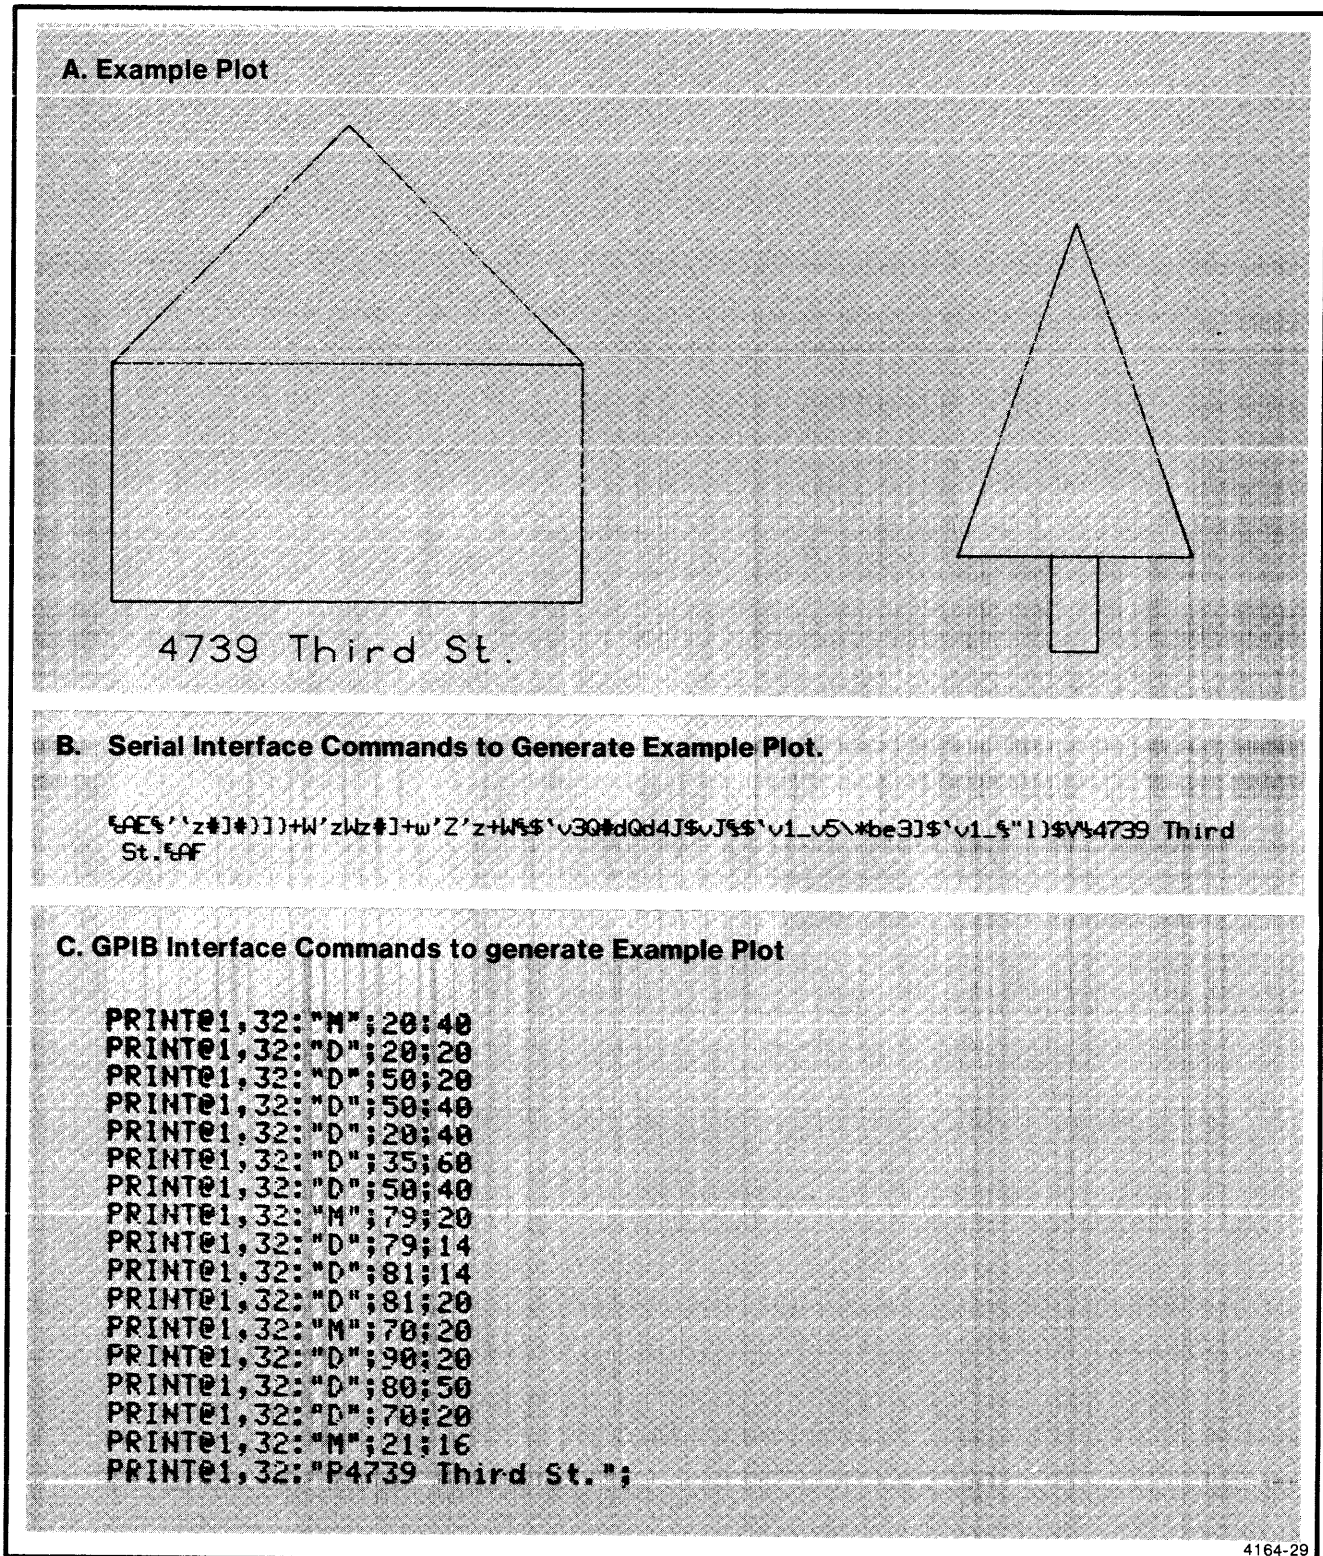 A. Example Plot
4739 Third St.
B. Serial Interface Commands to Generate Example Plot.
St.
C. GPIB Interface Commands to generate Example Plot
PRINT@1,32:"M";20;40
PRINT@1,32:"D";20;20
PRINT@1,32:"D";50;20
PRINT@1,32:"D";50;40
PRINT@1,32:"D";20;40
PRINT@1,32:"D";35;60
PRINT@1,32:"D";50;40
PRINT@1,32:"M";79;20
PRINT@1,32:"D";79;14
PRINT@1,32:"D";81;14
PRINT@1,32:"D";81;20
PRINT@1,32:"M";70;20
PRINT@1,32:"D";90;20
PRINT@1,32:"D";80;50
PRINT@1,32:"D";70;20
PRINT@1,32:"M";21;16
PRINT@1,32:"P4739 Third St.";
4164-29